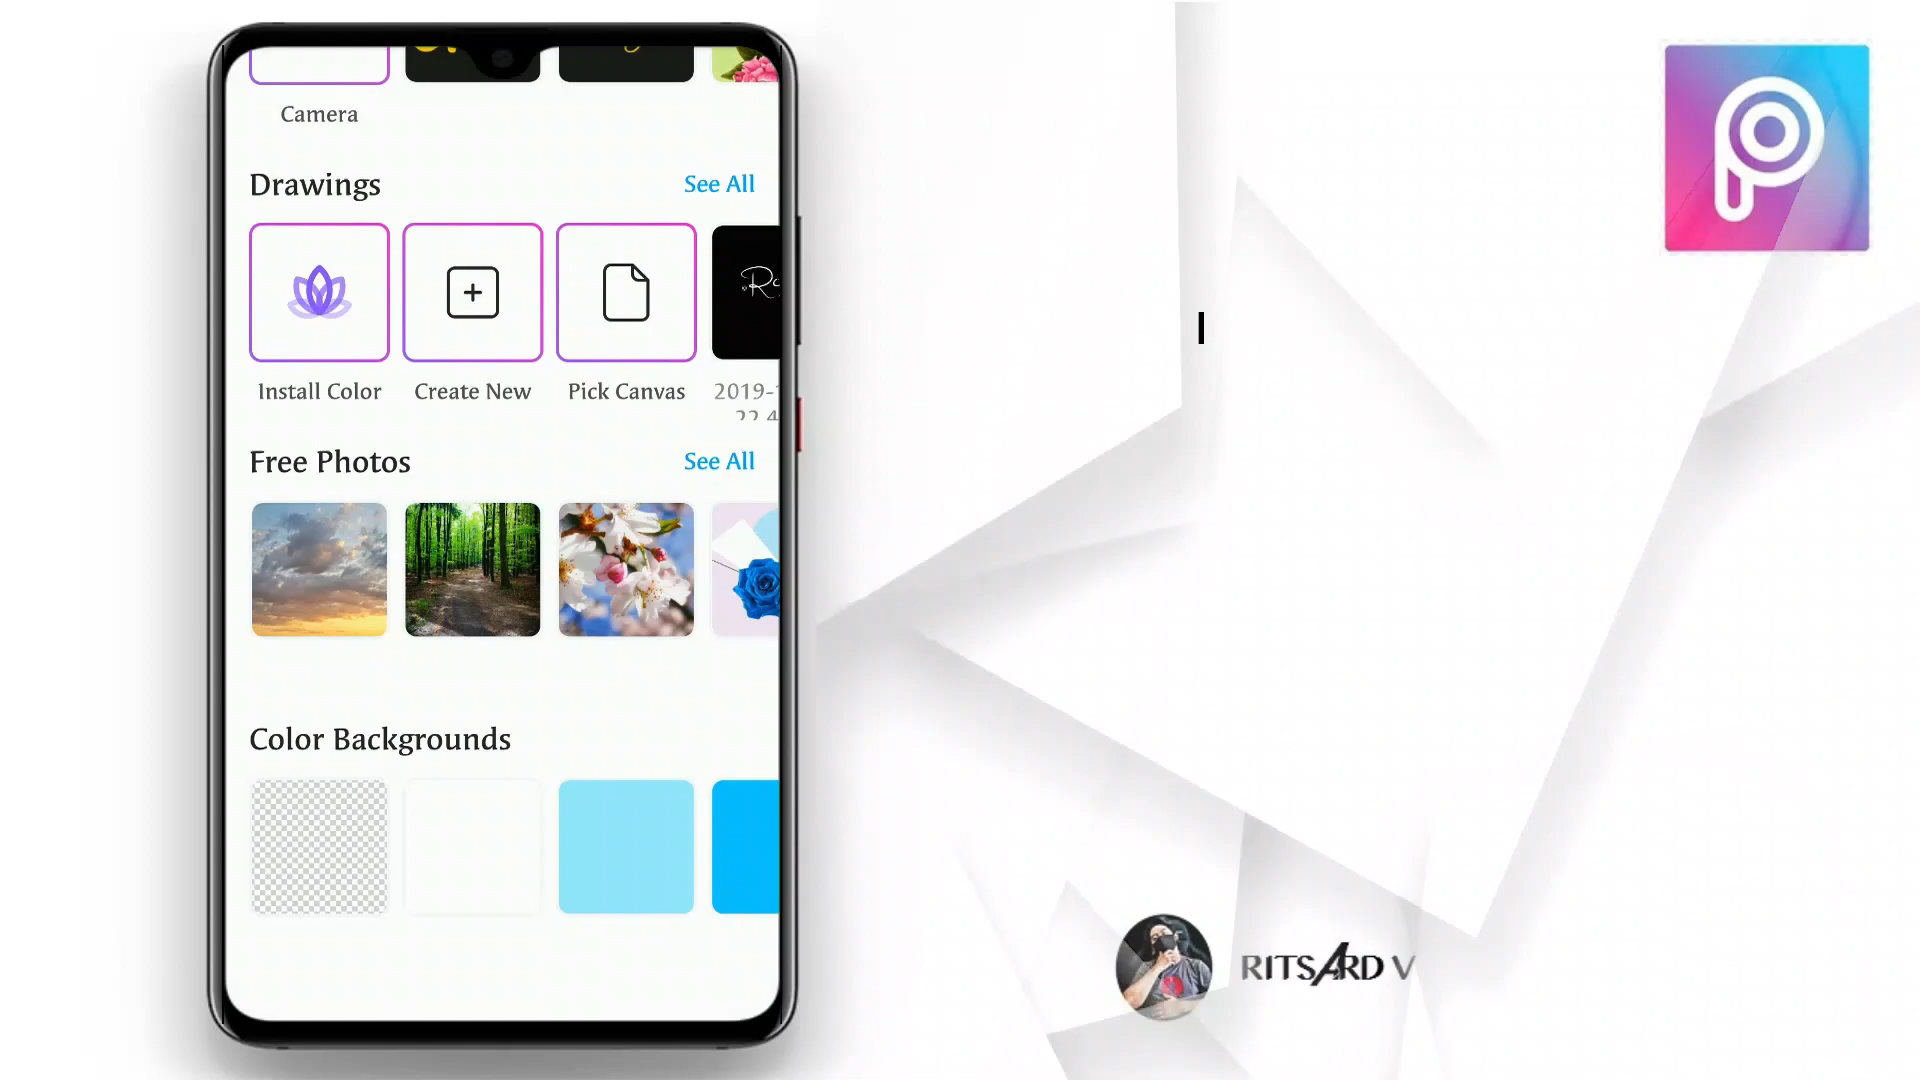 Camera
Drawings See All
Install Color Create New Pick Canvas
Free Photos See All
Color Backgrounds
RITSARD V